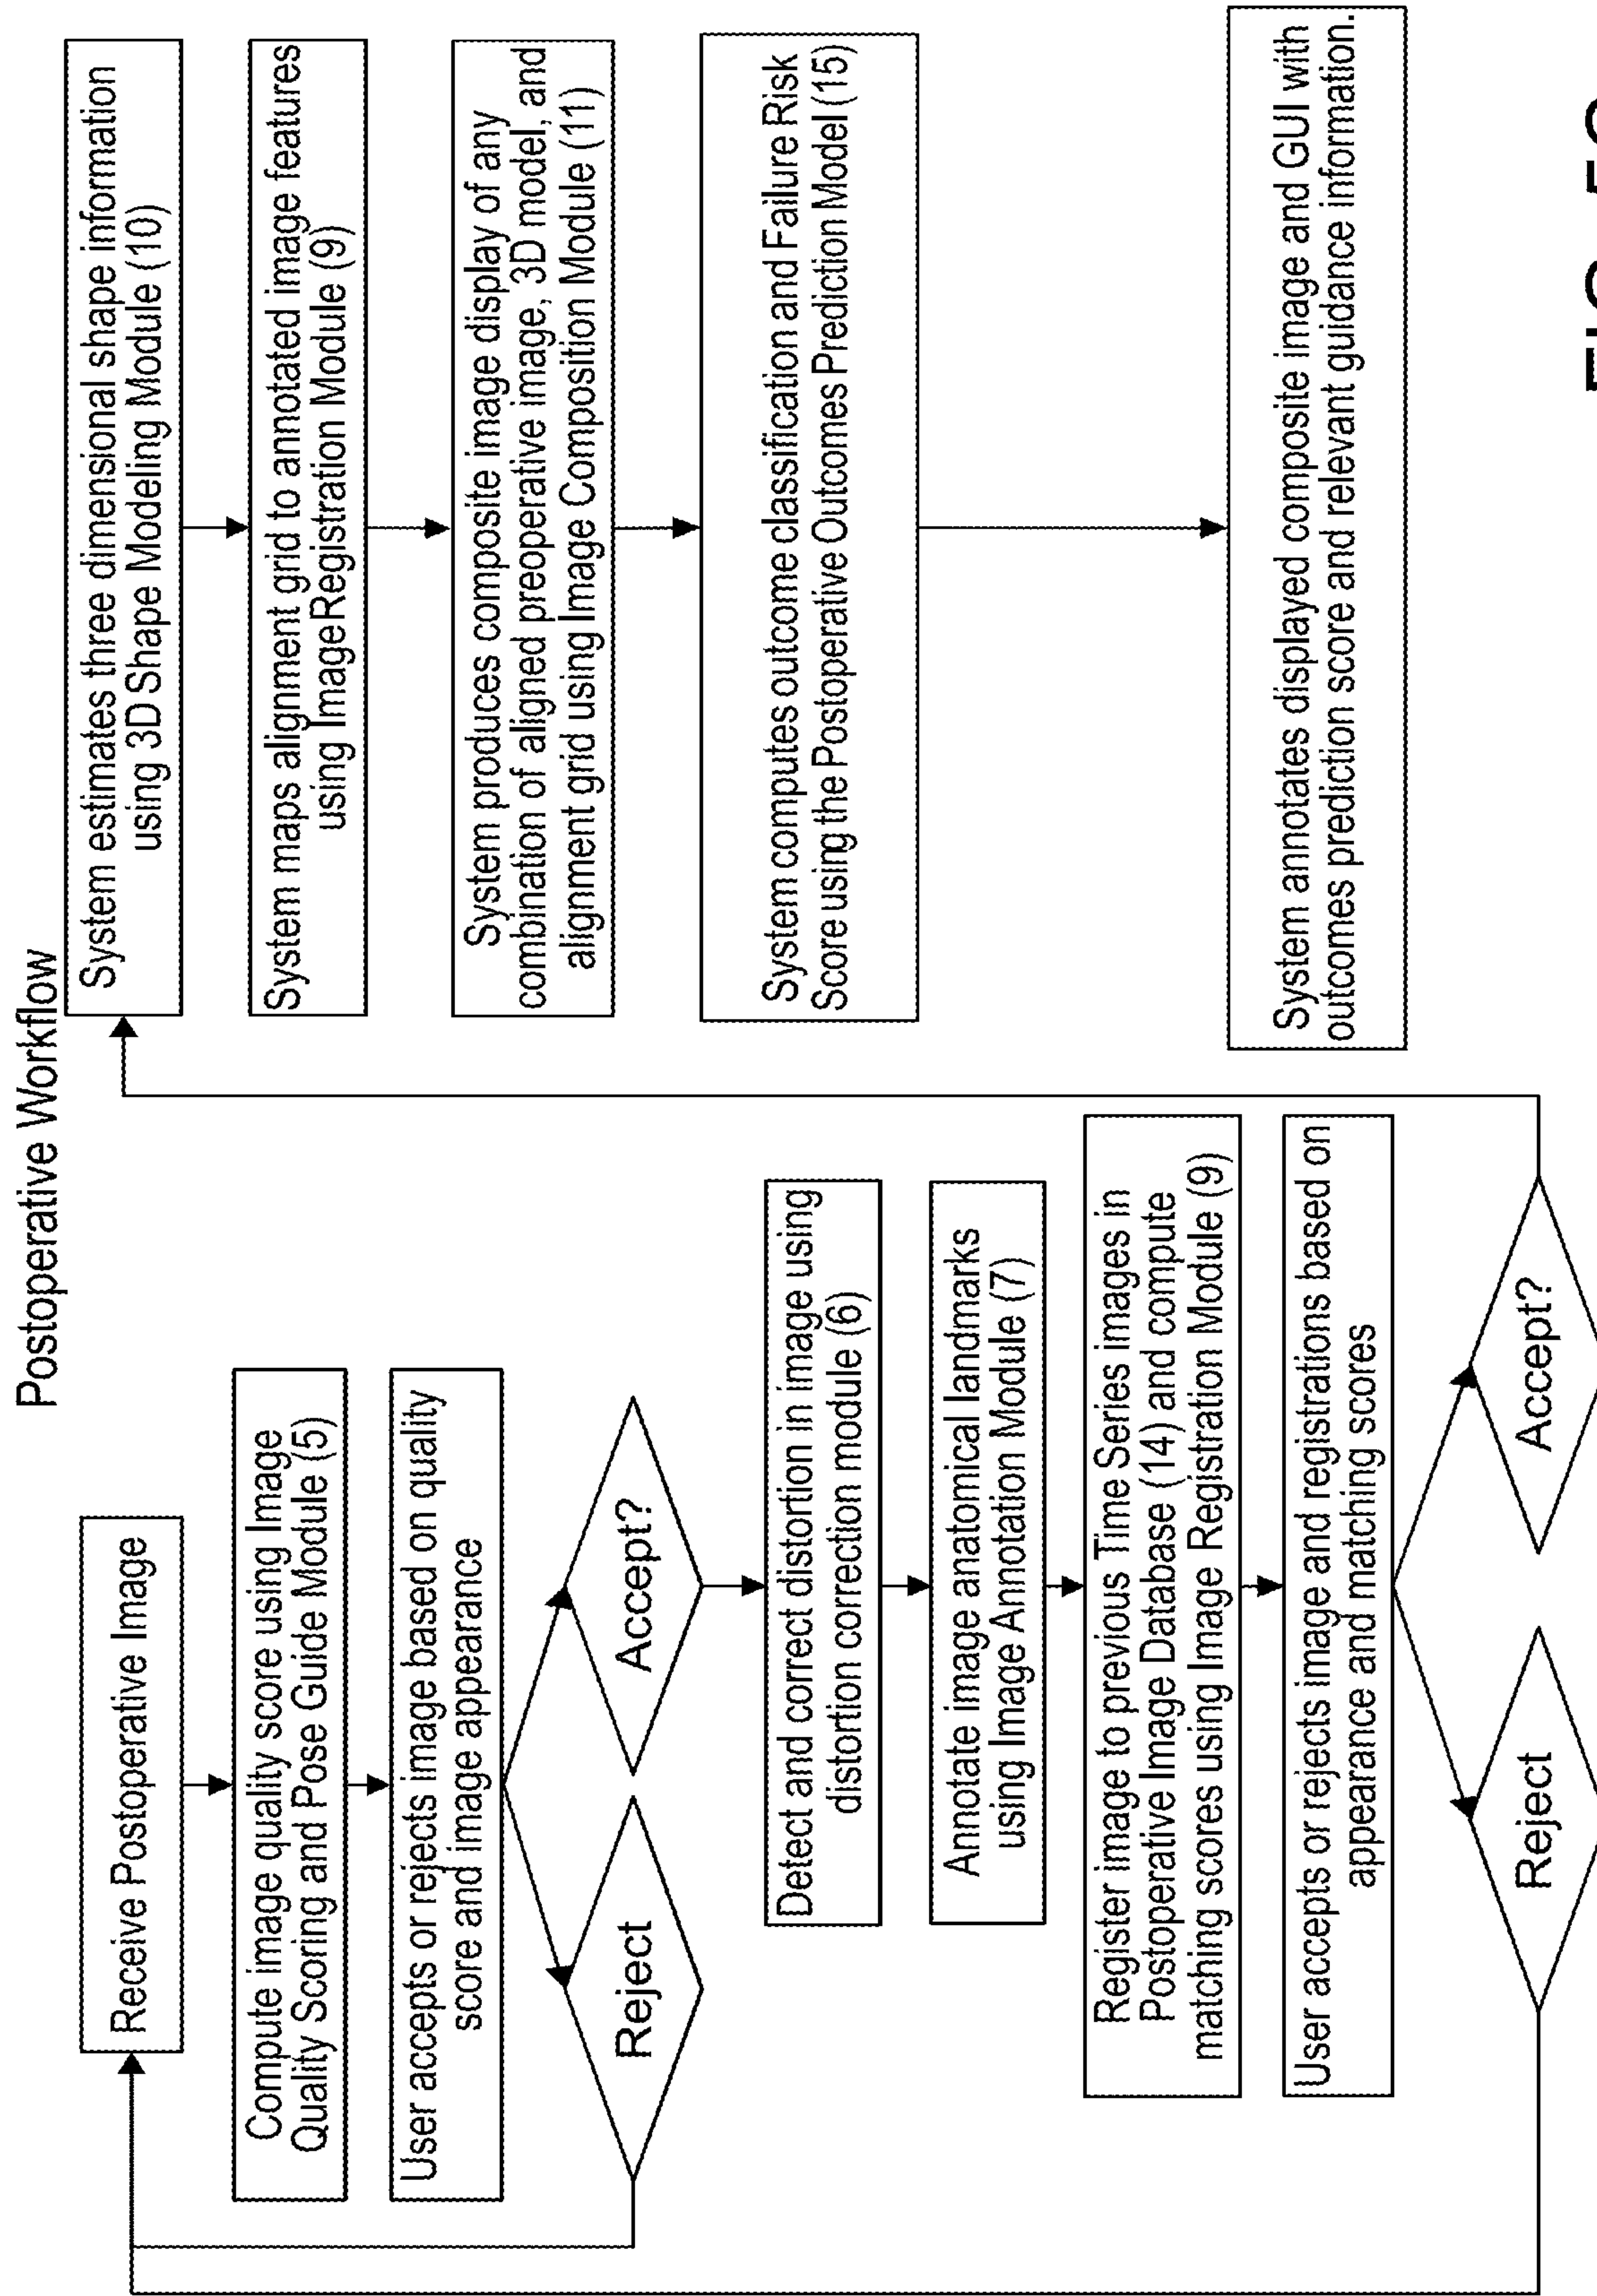 Postoperative Workflow
Receive Postoperative Image
Compute image quality score using Image
Quality Scoring and Pose Guide Module (5)
User accepts or rejects image based on quality
score and image appearance
Reject
Accept?
Detect and correct distortion in image using
distortion correction module (6)
Annotate image anatomical landmarks
using Image Annotation Module (7)
Register image to previous Time Series images in
Postoperative Image Database (14) and compute
matching scores using Image Registration Module (9)
User accepts or rejects image and registrations based on
appearance and matching scores
Reject
Accept?
System estimates three dimensional shape information
using 3D Shape Modeling Module (10)
System maps alignment grid to annotated image features
using Image Registration Module (9)
System produces composite image display of any
combination of aligned preoperative image, 3D model, and
alignment grid using Image Composition Module (11)
System computes outcome classification and Failure Risk
Score using the Postoperative Outcomes Prediction Model (15)
System annotates displayed composite image and GUI with
outcomes prediction score and relevant guidance information.